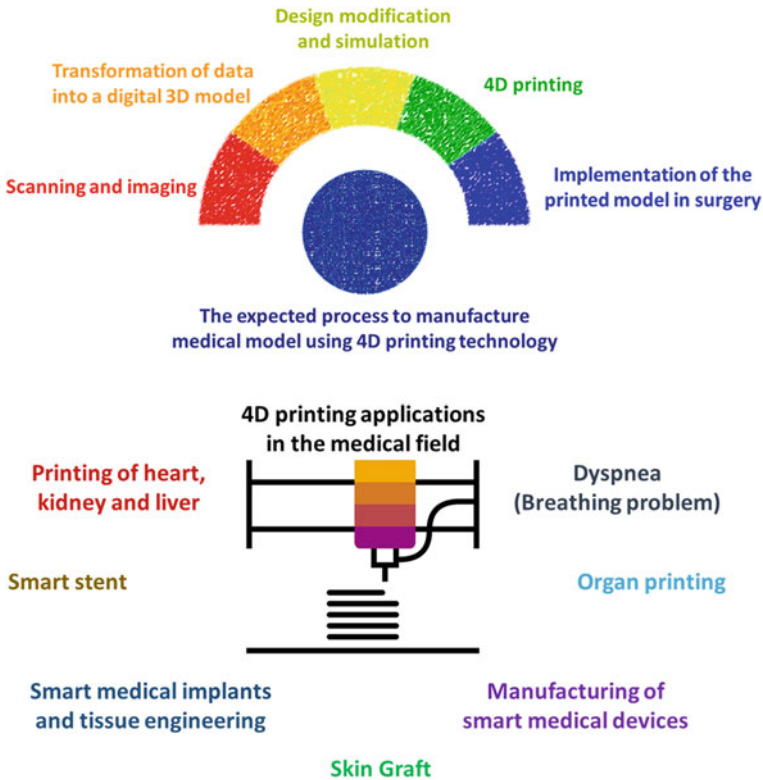 Design modification
and simulation
Transformation of data
into a digital 3D model
4D printing
Scanning and imaging
Implementation of the
printed model in surgery
The expected process to manufacture
medical model using 4D printing technology
4D printing applications
in the medical field
Printing of heart,
kidney and liver
Dyspnea
(Breathing problem)
Smart stent
Organ printing
Smart medical implants
and tissue engineering
Manufacturing of
smart medical devices
Skin Graft